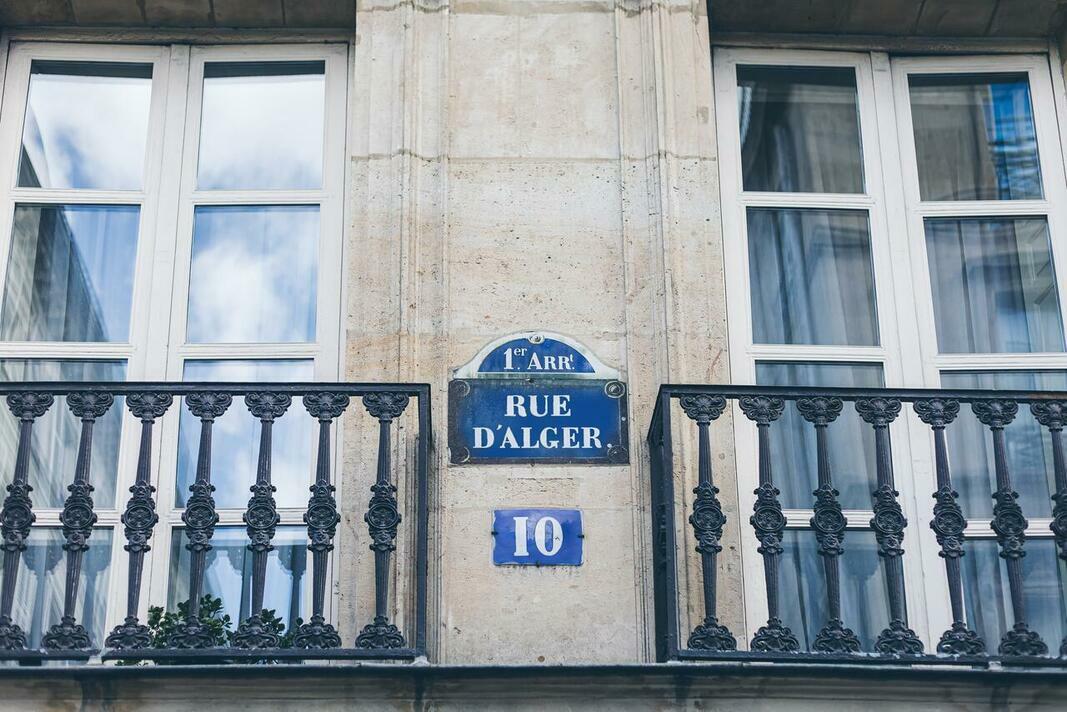 1er ARRt
RUE
D'ALGER.
10